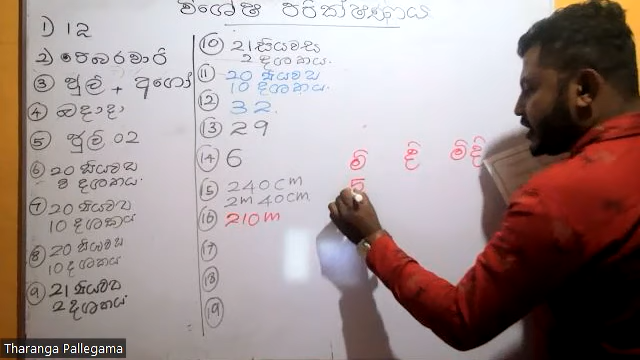 විශේෂ පරීක්ෂණය
1) 12
2) පෙබරවාරි
3) ජූලි + අගෝ
4) බදාදා
5) ජූලි 02
6) 20 සියවස
8 දශකය
7) 20 සියවස
10 දශකය
8) 20 සියවස
10 දශකය
9) 21 සියවස
2 දශකය
10) 21 සියවස
2 දශකය.
11) 20 සියවස
10 දශකය.
12) 32.
13) 29
14) 6
15) 240cm
2m 40cm
16) 210m
17)
18)
19)
මී දි මිදි
5
Tharanga Pallegama